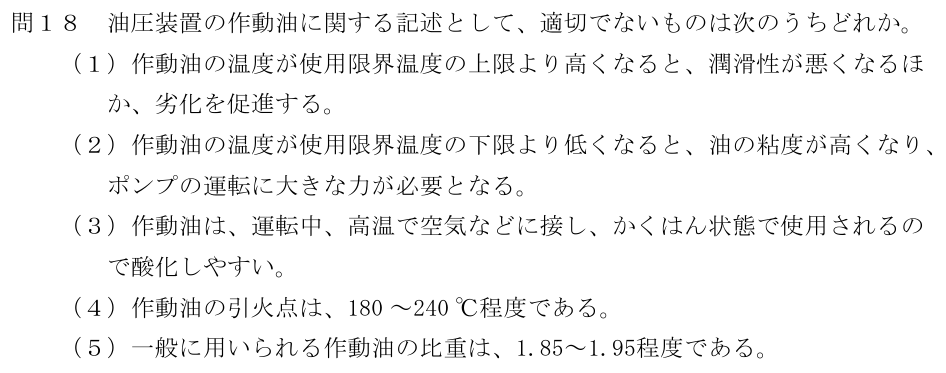 問１８　油圧装置の作動油に関する記述として、適切でないものは次のうちどれか。
（１）作動油の温度が使用限界温度の上限より高くなると、潤滑性が悪くなるほ
か、劣化を促進する。
（２）作動油の温度が使用限界温度の下限より低くなると、油の粘度が高くなり、
ポンプの運転に大きな力が必要となる。
（３）作動油は、運転中、高温で空気などに接し、かくはん状態で使用されるの
で酸化しやすい。
（４）作動油の引火点は、180 ～240 ℃程度である。
（５）一般に用いられる作動油の比重は、1.85～1.95程度である。